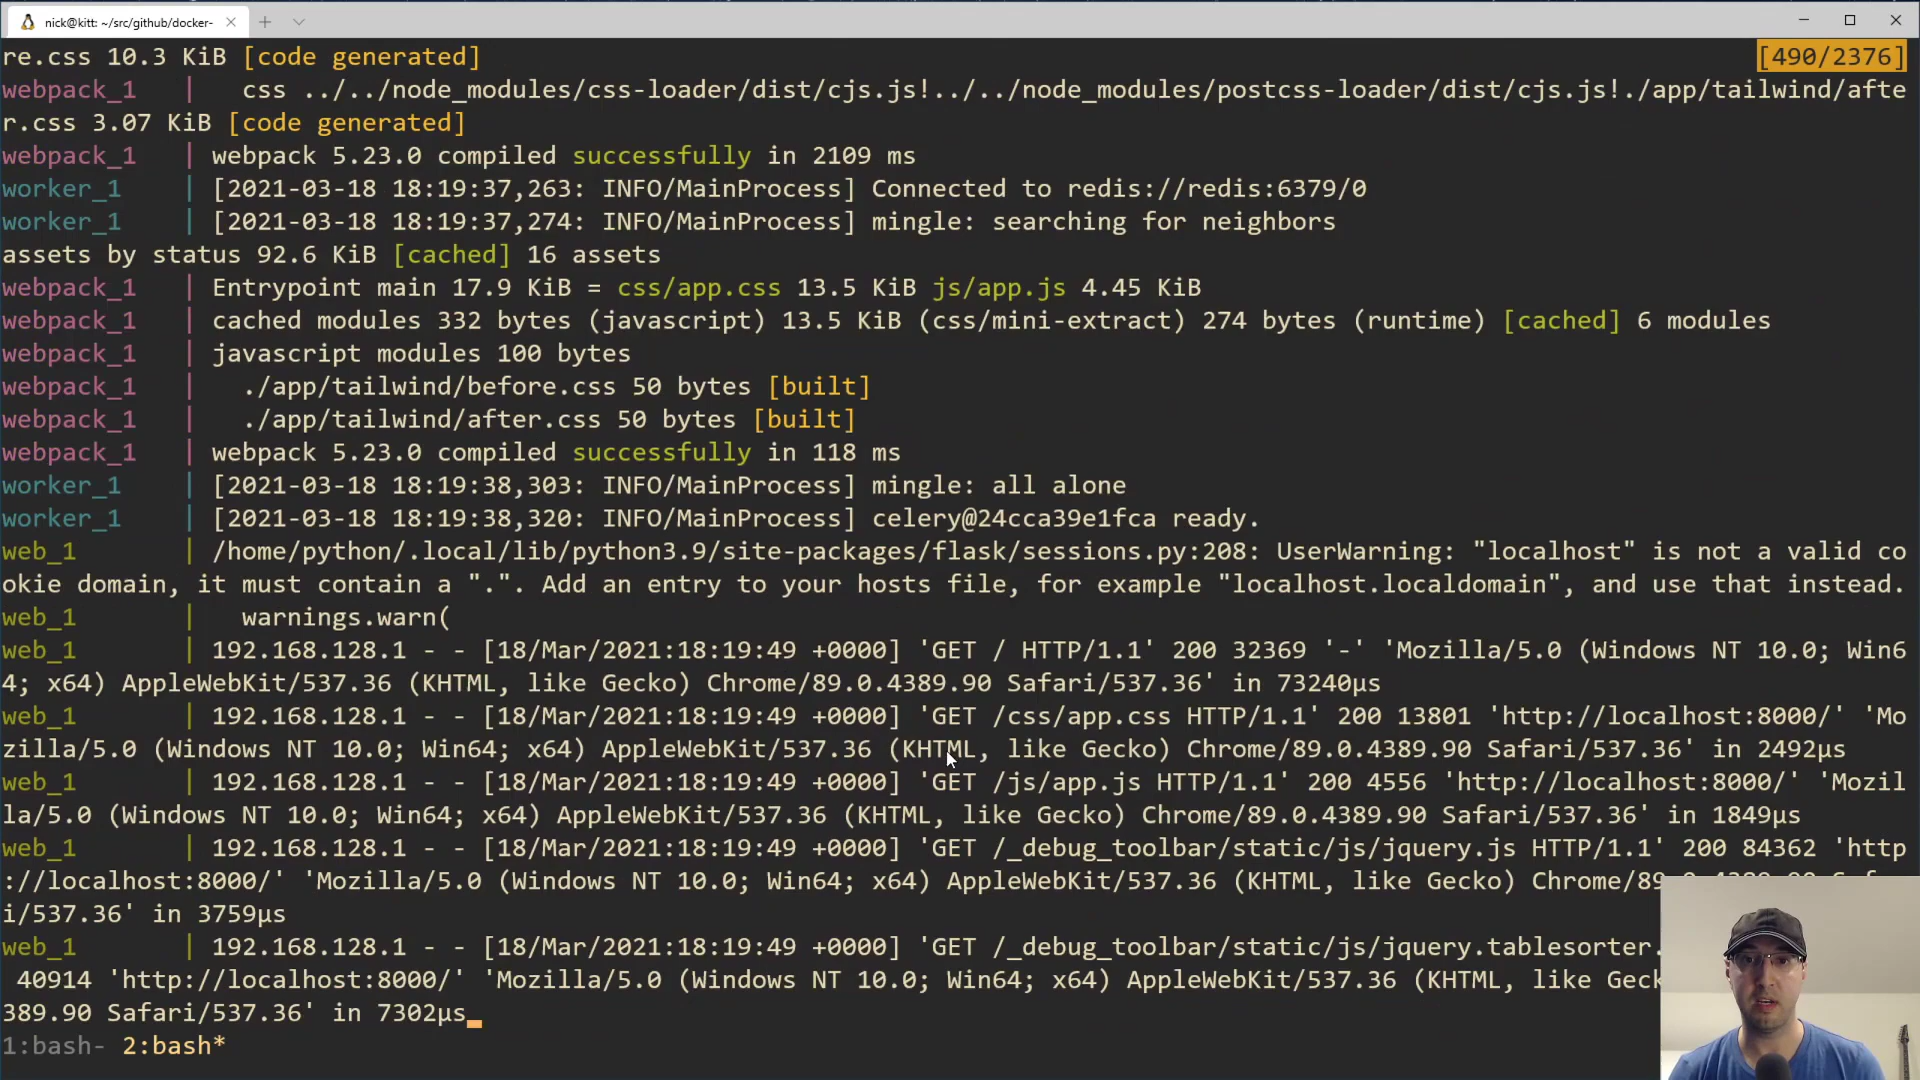 nick@kitt: ~/src/github/docker-
re.css 10.3 KiB [code generated] [490/2376]
webpack_1 | css ../../node_modules/css-loader/dist/cjs.js!../../node_modules/postcss-loader/dist/cjs.js!./app/tailwind/afte
r.css 3.07 KiB [code generated]
webpack_1 | webpack 5.23.0 compiled successfully in 2109 ms
worker_1 | [2021-03-18 18:19:37,263: INFO/MainProcess] Connected to redis://redis:6379/0
worker_1 | [2021-03-18 18:19:37,274: INFO/MainProcess] mingle: searching for neighbors
assets by status 92.6 KiB [cached] 16 assets
webpack_1 | Entrypoint main 17.9 KiB = css/app.css 13.5 KiB js/app.js 4.45 KiB
webpack_1 | cached modules 332 bytes (javascript) 13.5 KiB (css/mini-extract) 274 bytes (runtime) [cached] 6 modules
webpack_1 | javascript modules 100 bytes
webpack_1 | ./app/tailwind/before.css 50 bytes [built]
webpack_1 | ./app/tailwind/after.css 50 bytes [built]
webpack_1 | webpack 5.23.0 compiled successfully in 118 ms
worker_1 | [2021-03-18 18:19:38,303: INFO/MainProcess] mingle: all alone
worker_1 | [2021-03-18 18:19:38,320: INFO/MainProcess] celery@24cca39e1fca ready.
web_1 | /home/python/.local/lib/python3.9/site-packages/flask/sessions.py:208: UserWarning: "localhost" is not a valid co
okie domain, it must contain a ".". Add an entry to your hosts file, for example "localhost.localdomain", and use that instead.
web_1 | warnings.warn(
web_1 | 192.168.128.1 - - [18/Mar/2021:18:19:49 +0000] 'GET / HTTP/1.1' 200 32369 '-' 'Mozilla/5.0 (Windows NT 10.0; Win6
4; x64) AppleWebKit/537.36 (KHTML, like Gecko) Chrome/89.0.4389.90 Safari/537.36' in 73240µs
web_1 | 192.168.128.1 - - [18/Mar/2021:18:19:49 +0000] 'GET /css/app.css HTTP/1.1' 200 13801 'http://localhost:8000/' 'Mo
zilla/5.0 (Windows NT 10.0; Win64; x64) AppleWebKit/537.36 (KHTML, like Gecko) Chrome/89.0.4389.90 Safari/537.36' in 2492µs
web_1 | 192.168.128.1 - - [18/Mar/2021:18:19:49 +0000] 'GET /js/app.js HTTP/1.1' 200 4556 'http://localhost:8000/' 'Mozil
la/5.0 (Windows NT 10.0; Win64; x64) AppleWebKit/537.36 (KHTML, like Gecko) Chrome/89.0.4389.90 Safari/537.36' in 1849µs
web_1 | 192.168.128.1 - - [18/Mar/2021:18:19:49 +0000] 'GET /_debug_toolbar/static/js/jquery.js HTTP/1.1' 200 84362 'http
://localhost:8000/' 'Mozilla/5.0 (Windows NT 10.0; Win64; x64) AppleWebKit/537.36 (KHTML, like Gecko) Chrome/89
i/537.36' in 3759µs
web_1 | 192.168.128.1 - - [18/Mar/2021:18:19:49 +0000] 'GET /_debug_toolbar/static/js/jquery.tablesorter.
40914 'http://localhost:8000/' 'Mozilla/5.0 (Windows NT 10.0; Win64; x64) AppleWebKit/537.36 (KHTML, like Geck
389.90 Safari/537.36' in 7302µs
1:bash- 2:bash*